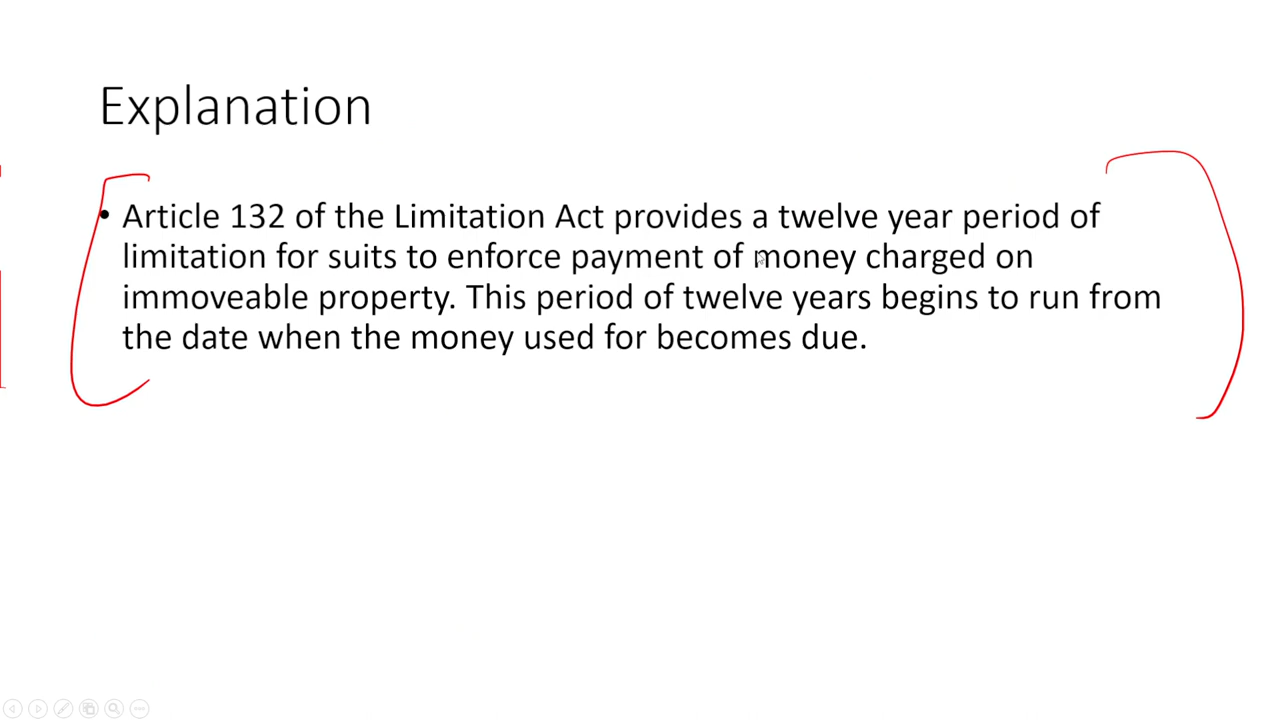 Explanation
• Article 132 of the Limitation Act provides a twelve year period of
limitation for suits to enforce payment of money charged on
immoveable property. This period of twelve years begins to run from
the date when the money used for becomes due.